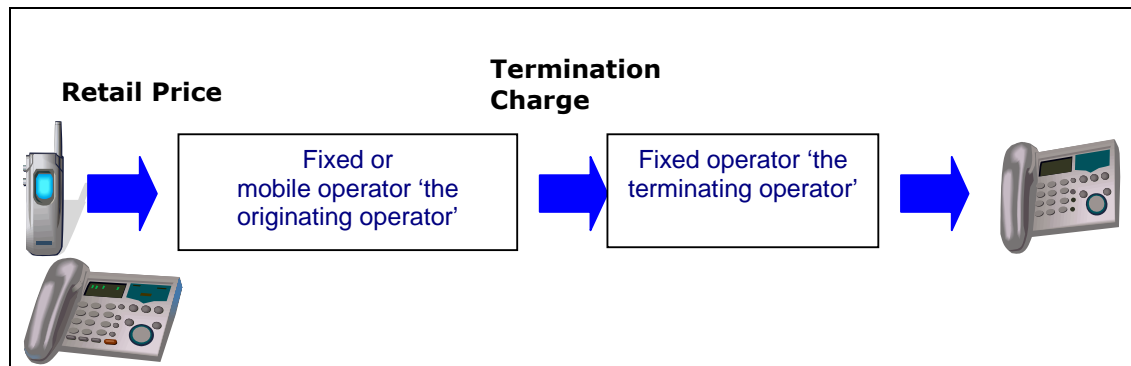 Retail Price
Termination
Charge
Fixed or
mobile operator ‘the
originating operator’
Fixed operator ‘the
terminating operator’